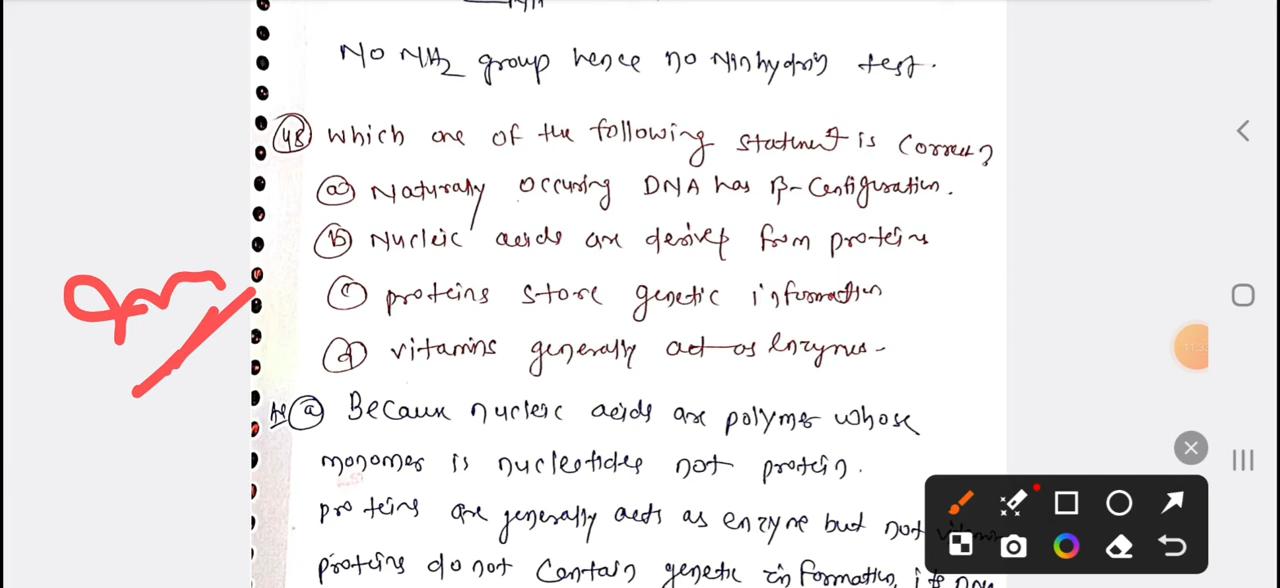 No NH2 group hence no Ninhydrin test.
48 Which one of the following statment is correct?
(a) Naturally occuring DNA has β-Configuration.
(b) Nucleic acids are derived from proteins
(c) proteins store genetic information
(d) vitamins generally act as enzymes-
(a) Because nucleic acids are polymer whose
monomer is nucleotides not protein.
proteins are generally acts as enzyme but not
proteins do not contain genetic information,